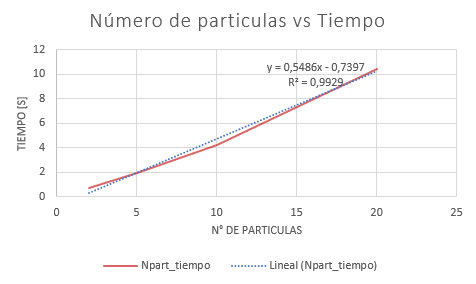 Número de particulas vs Tiempo
12
10
8
6
4
2
0
TIEMPO [S]
y = 0,5486x - 0,7397
R² = 0,9929
0 5 10 15 20 25
N° DE PARTICULAS
Npart_tiempo Lineal (Npart_tiempo)